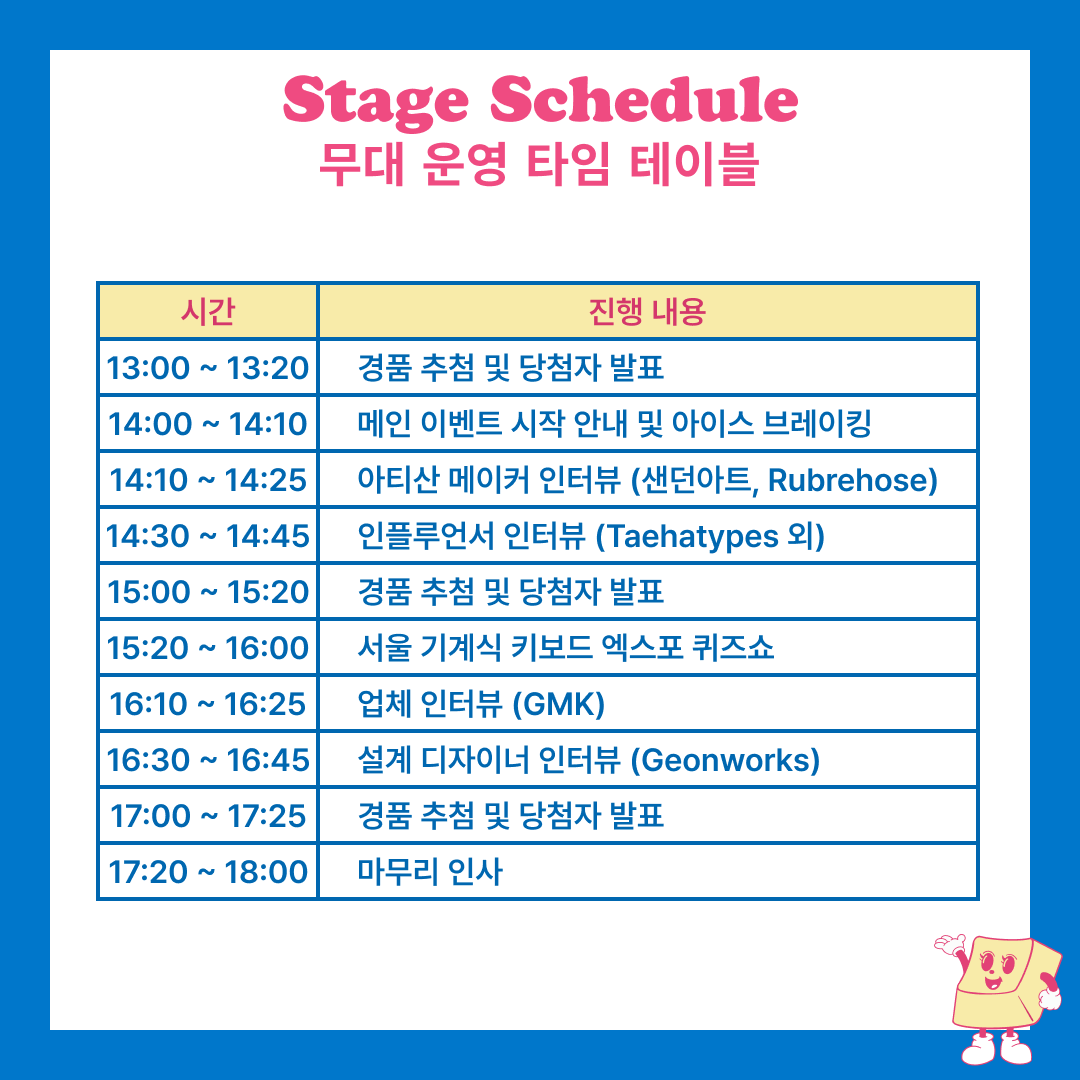 Stage Schedule
무대 운영 타임 테이블
시간 진행 내용
13:00 ~ 13:20 경품 추첨 및 당첨자 발표
14:00 ~ 14:10 메인 이벤트 시작 안내 및 아이스 브레이킹
14:10 ~ 14:25 아티산 메이커 인터뷰 (샌던아트, Rubrehose)
14:30 ~ 14:45 인플루언서 인터뷰 (Taehatypes 외)
15:00 ~ 15:20 경품 추첨 및 당첨자 발표
15:20 ~ 16:00 서울 기계식 키보드 엑스포 퀴즈쇼
16:10 ~ 16:25 업체 인터뷰 (GMK)
16:30 ~ 16:45 설계 디자이너 인터뷰 (Geonworks)
17:00 ~ 17:25 경품 추첨 및 당첨자 발표
17:20 ~ 18:00 마무리 인사